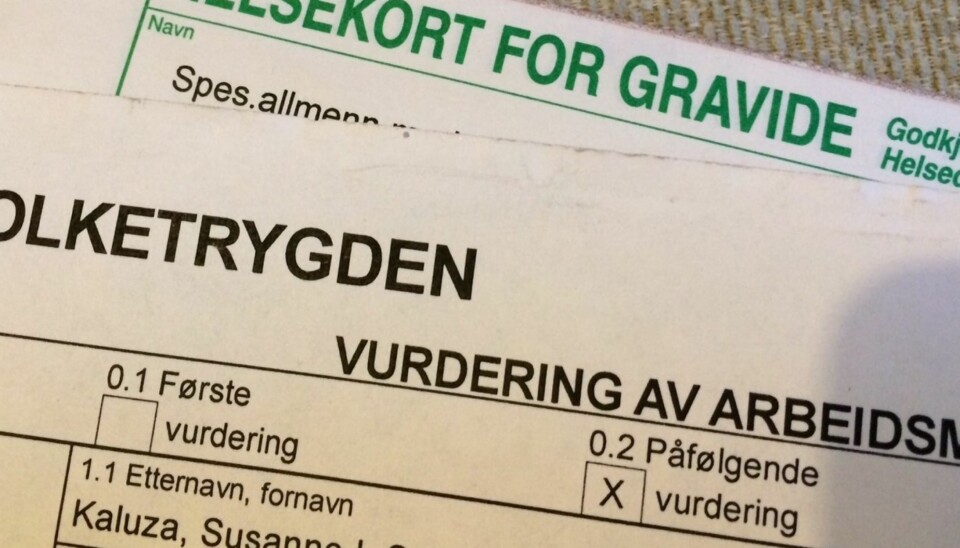 ELSEKORT FOR GRAVIDE
Navn
Godkj
Helsed
Spes.allmenn
OLKETRYGDEN
VURDERING AV ARBEIDSM
0.1 Første
vurdering
0.2 Påfølgende
X vurdering
1.1 Etternavn, fornavn
Kaluza, Susanne